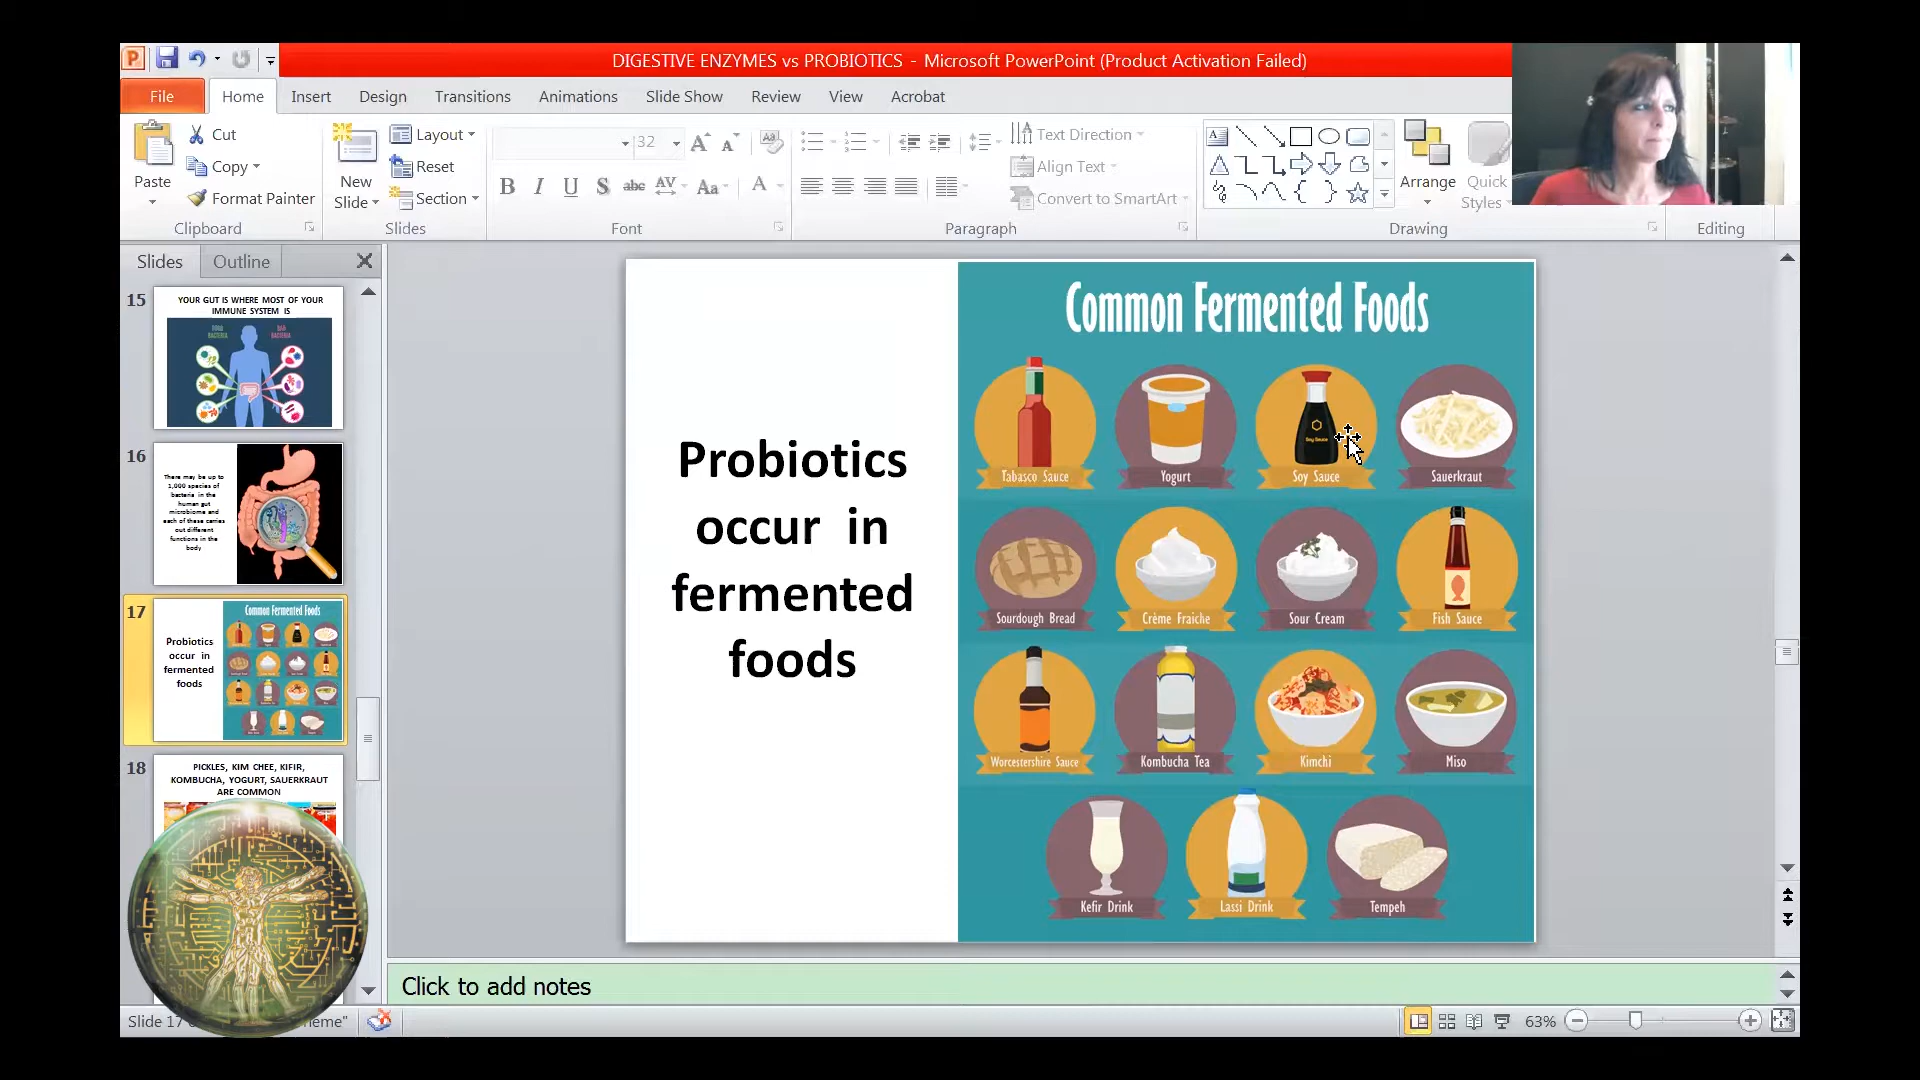 DIGESTIVE ENZYMES vs PROBIOTICS - Microsoft PowerPoint (Product Activation Failed)
File Home Insert Design Transitions Animations Slide Show Review View Acrobat
Paste
Cut
Copy
Format Painter
Clipboard
New
Slide
Layout
Reset
Section
Slides
32
Font
Text Direction
Align Text
Convert to SmartArt
Paragraph
Arrange
Quick
Styles
Drawing
Editing
Slides Outline
15
YOUR GUT IS WHERE MOST OF YOUR
IMMUNE SYSTEM IS
GOOD
BACTERIA
BAD
BACTERIA
16
There may be up to
1,000 species of
bacteria in the
human gut
microbiome and
each of these carries
out different
functions in the
body
17
Probiotics
occur in
fermented
foods
Common Fermented Foods
18
PICKLES, KIM CHEE, KIFIR,
KOMBUCHA, YOGURT, SAUERKRAUT
ARE COMMON
Probiotics
occur in
fermented
foods
Common Fermented Foods
Tabasco Sauce
Yogurt
Soy Sauce
Soy Sauce
Sauerkraut
Sourdough Bread
Crème Fraiche
Sour Cream
Fish Sauce
Worcestershire Sauce
Kombucha Tea
Kimchi
Miso
Kefir Drink
Lassi Drink
Tempeh
Click to add notes
Slide 17
63%